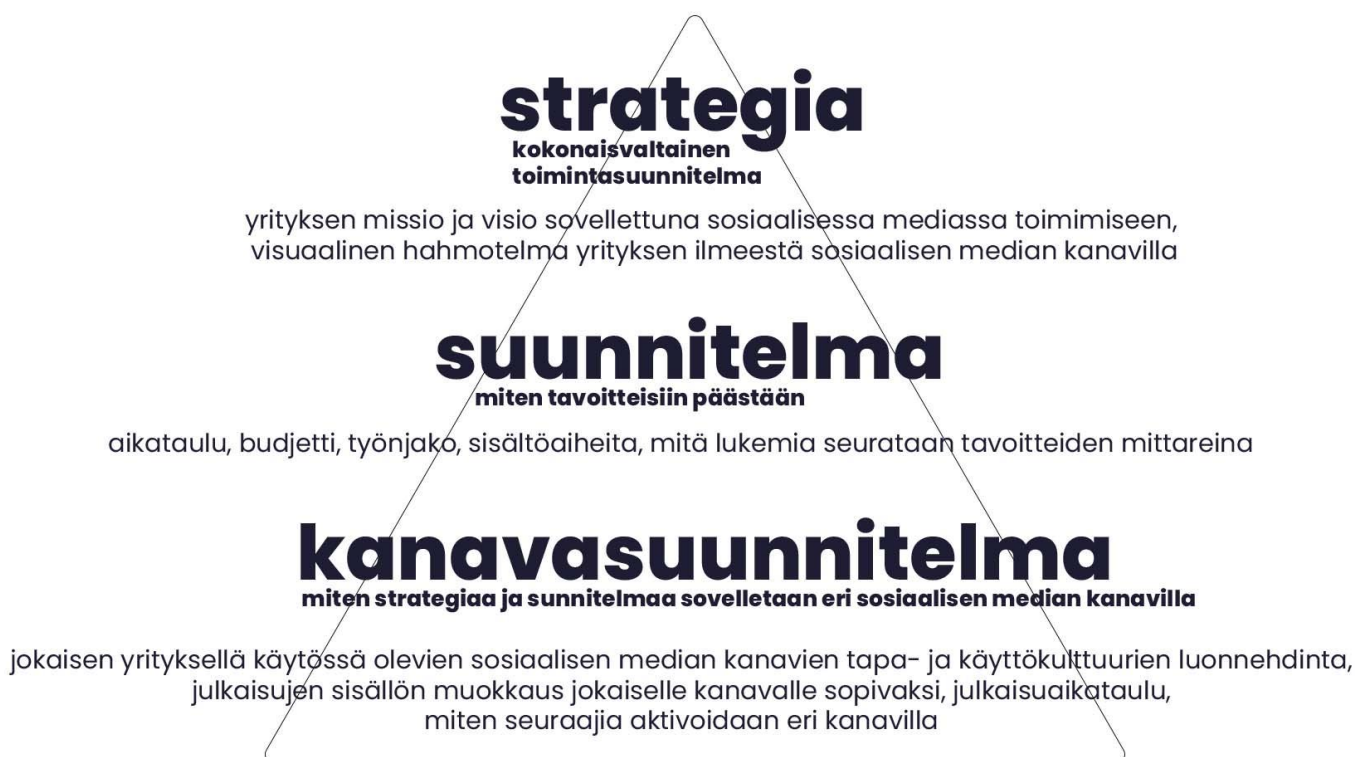 strategia
kokonaisvaltainen
toimintasuunnitelma
yrityksen missio ja visio sovellettuna sosiaalisessa mediassa toimimiseen,
visuaalinen hahmotelma yrityksen ilmeestä sosiaalisen median kanavilla
suunnitelma
miten tavoitteisiin päästään
aikataulu, budjetti, työnjako, sisältöaiheita, mitä lukemia seurataan tavoitteiden mittareina
kanavasuunnitelma
miten strategiaa ja sunnitelmaa sovelletaan eri sosiaalisen median kanavilla
jokaisen yrityksellä käytössä olevien sosiaalisen median kanavien tapa- ja käyttökulttuurien luonnehdinta,
julkaisujen sisällön muokkaus jokaiselle kanavalle sopivaksi, julkaisuaikataulu,
miten seuraajia aktivoidaan eri kanavilla